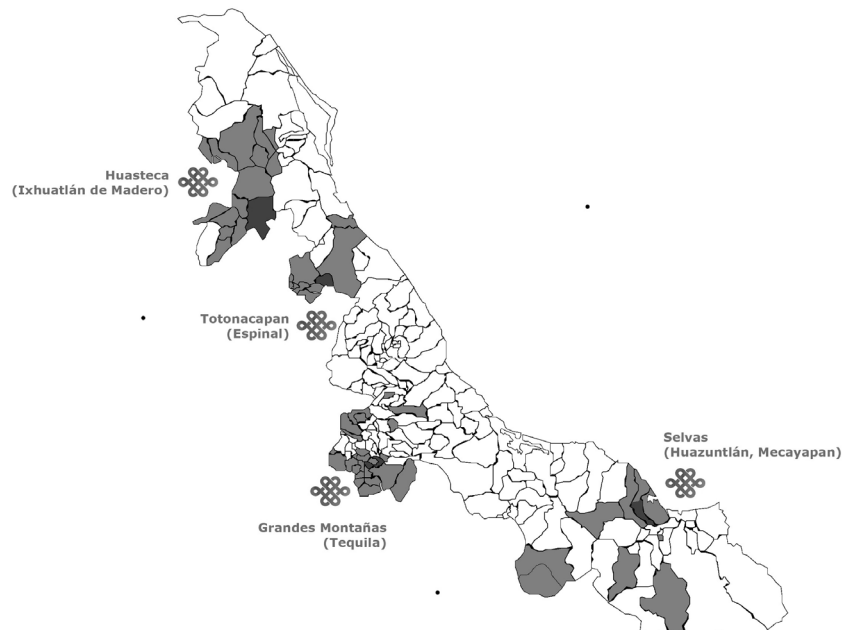 Huasteca
(Ixhuatlán de Madero)
Totonacapan
(Espinal)
Selvas
(Huazuntlán, Mecayapan)
Grandes Montañas
(Tequila)